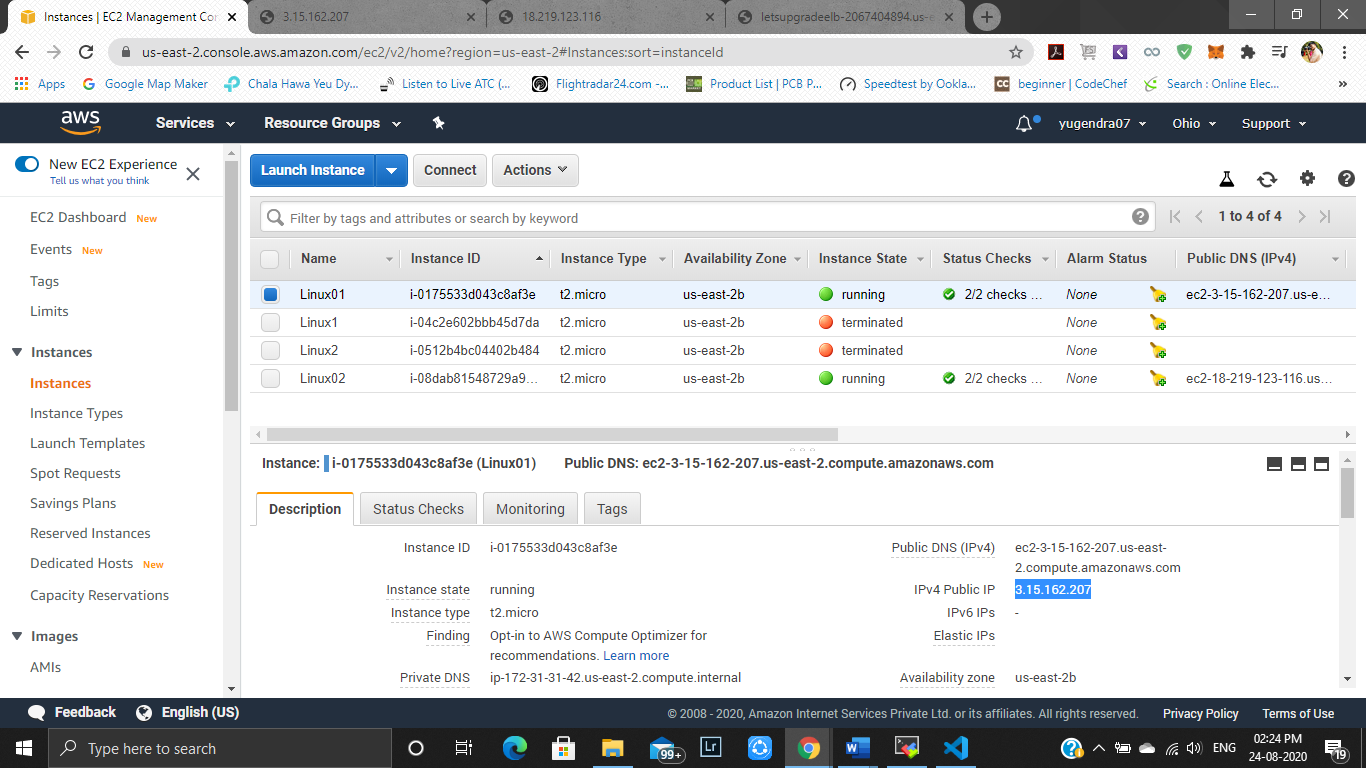 Instances | EC2 Management Con
3.15.162.207
18.219.123.116
letsupgradeelb-2067404894.us-e
us-east-2.console.aws.amazon.com/ec2/v2/home?region=us-east-2#Instances:sort=instanceId
Apps Google Map Maker Chala Hawa Yeu Dy... Listen to Live ATC (... Flightradar24.com -... Product List | PCB P... Speedtest by Ookla... CC beginner | CodeChef Search : Online Elec... »
aws Services Resource Groups yugendra07 Ohio Support
New EC2 Experience
Tell us what you think
EC2 Dashboard New
Events New
Tags
Limits
Instances
Instances
Instance Types
Launch Templates
Spot Requests
Savings Plans
Reserved Instances
Dedicated Hosts New
Capacity Reservations
Images
AMIs
Launch Instance Connect Actions
Filter by tags and attributes or search by keyword
1 to 4 of 4
Name Instance ID Instance Type Availability Zone Instance State Status Checks Alarm Status Public DNS (IPv4)
Linux01 i-0175533d043c8af3e t2.micro us-east-2b running 2/2 checks ... None ec2-3-15-162-207.us-e...
Linux1 i-04c2e602bbb45d7da t2.micro us-east-2b terminated None
Linux2 i-0512b4bc04402b484 t2.micro us-east-2b terminated None
Linux02 i-08dab81548729a9... t2.micro us-east-2b running 2/2 checks ... None ec2-18-219-123-116.us...
Instance: i-0175533d043c8af3e (Linux01) Public DNS: ec2-3-15-162-207.us-east-2.compute.amazonaws.com
Description Status Checks Monitoring Tags
Instance ID i-0175533d043c8af3e
Instance state running
Instance type t2.micro
Finding Opt-in to AWS Compute Optimizer for
recommendations. Learn more
Private DNS ip-172-31-31-42.us-east-2.compute.internal
Public DNS (IPv4) ec2-3-15-162-207.us-east-
2.compute.amazonaws.com
IPv4 Public IP 3.15.162.207
IPv6 IPs -
Elastic IPs
Availability zone us-east-2b
Feedback English (US) © 2008 - 2020, Amazon Internet Services Private Ltd. or its affiliates. All rights reserved. Privacy Policy Terms of Use
Type here to search
99+
Lr
ENG
02:24 PM
24-08-2020
19